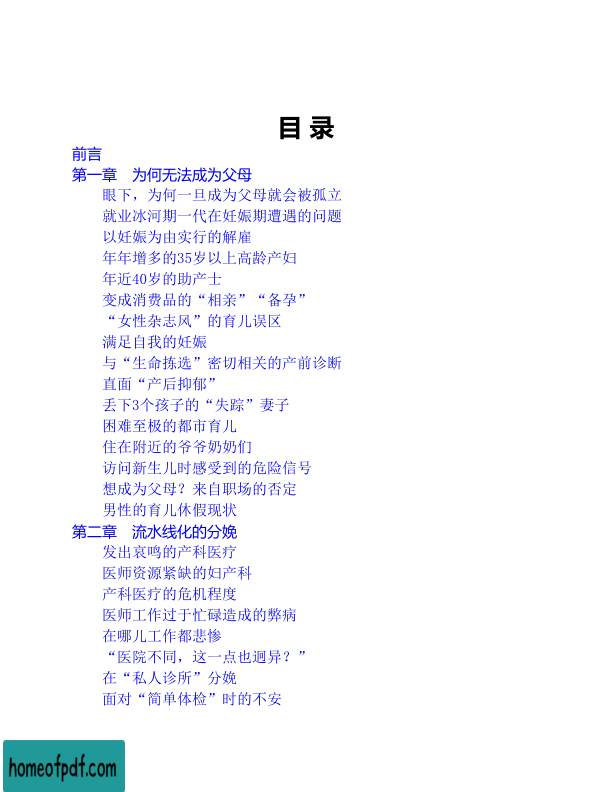 目 录
前言
第一章 为何无法成为父母
眼下，为何一旦成为父母就会被孤立
就业冰河期一代在妊娠期遭遇的问题
以妊娠为由实行的解雇
年年增多的35岁以上高龄产妇
年近40岁的助产士
变成消费品的“相亲”“备孕”
“女性杂志风”的育儿误区
满足自我的妊娠
与“生命拣选”密切相关的产前诊断
直面“产后抑郁”
丢下3个孩子的“失踪”妻子
困难至极的都市育儿
住在附近的爷爷奶奶们
访问新生儿时感受到的危险信号
想成为父母？来自职场的否定
男性的育儿休假现状
第二章 流水线化的分娩
发出哀鸣的产科医疗
医师资源紧缺的妇产科
产科医疗的危机程度
医师工作过于忙碌造成的弊病
在哪儿工作都悲惨
“医院不同，这一点也迥异？”
在“私人诊所”分娩
面对“简单体检”时的不安
homeofpdf.com